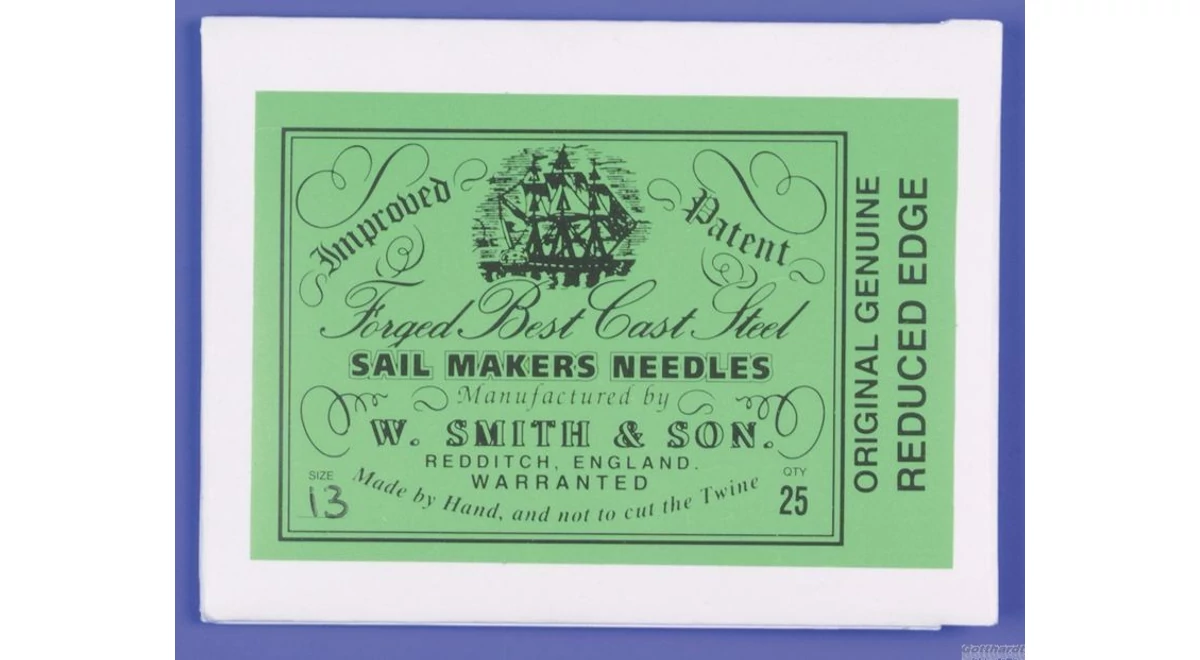 Improved Patent
Forged Best Cast Steel
SAIL MAKERS NEEDLES
Manufactured by
W. SMITH & SON.
REDDITCH, ENGLAND.
WARRANTED
Made by Hand, and not to cut the Twine
SIZE
13
QTY
25
ORIGINAL GENUINE
REDUCED EDGE